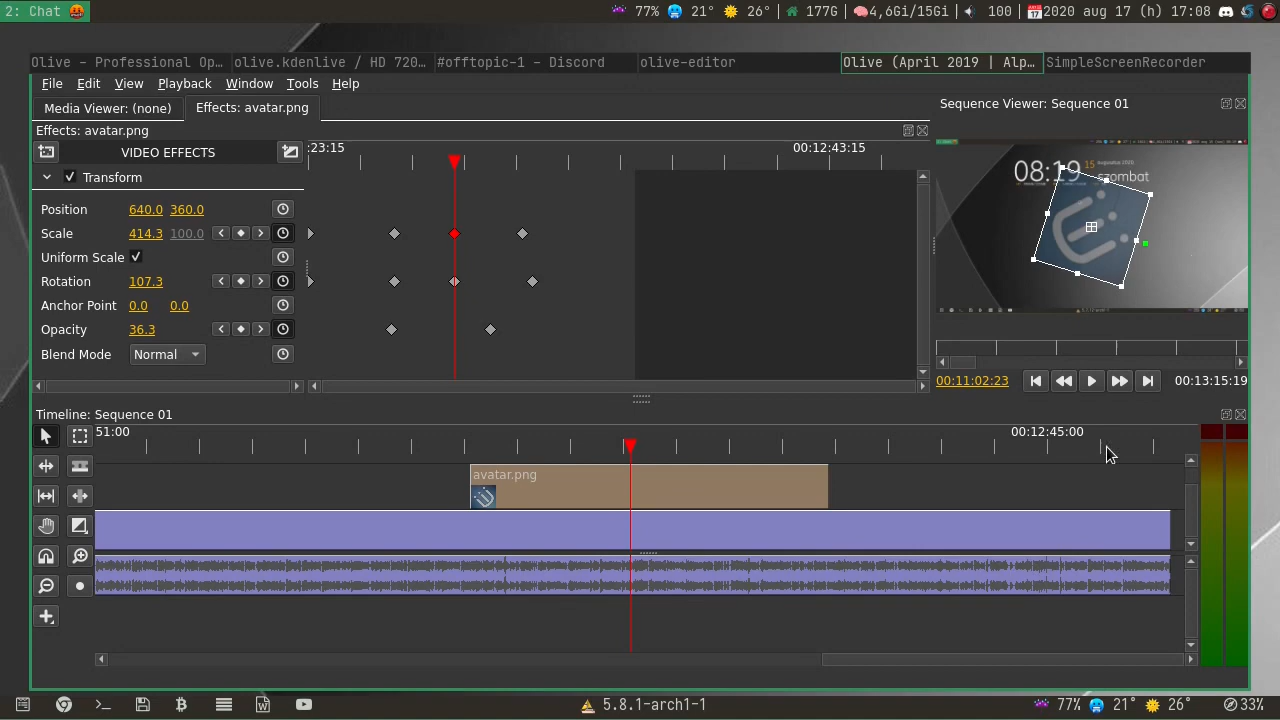 2: Chat 77% 21° 26° 177G 4,6Gi/15Gi 100 2020 aug 17 (h) 17:08
Olive - Professional Op… olive.kdenlive / HD 720… #offtopic-1 - Discord olive-editor Olive (April 2019 | Alp… SimpleScreenRecorder
File Edit View Playback Window Tools Help
Media Viewer: (none) Effects: avatar.png
Sequence Viewer: Sequence 01
Effects: avatar.png
VIDEO EFFECTS
:23:15 00:12:43:15
Transform
Position 640.0 360.0
Scale 414.3 100.0
Uniform Scale
Rotation 107.3
Anchor Point 0.0 0.0
Opacity 36.3
Blend Mode Normal
08:19 15 augusztus 2020
szombat
00:11:02:23 00:13:15:19
Timeline: Sequence 01
51:00 00:12:45:00
avatar.png
5.8.1-arch1-1 77% 21° 26° 33%